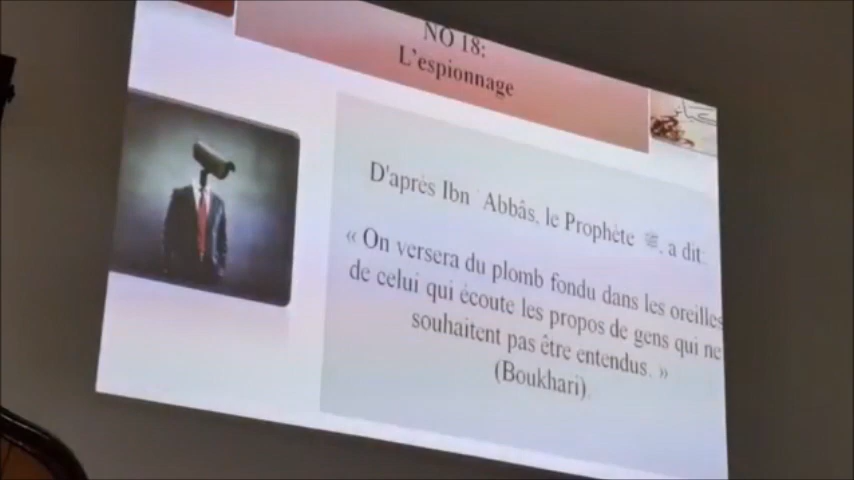 NO 18:
L'espionnage
D'après Ibn ʿAbbâs, le Prophète ﷺ, a dit:
« On versera du plomb fondu dans les oreilles
de celui qui écoute les propos de gens qui ne
souhaitent pas être entendus. »
(Boukhari).